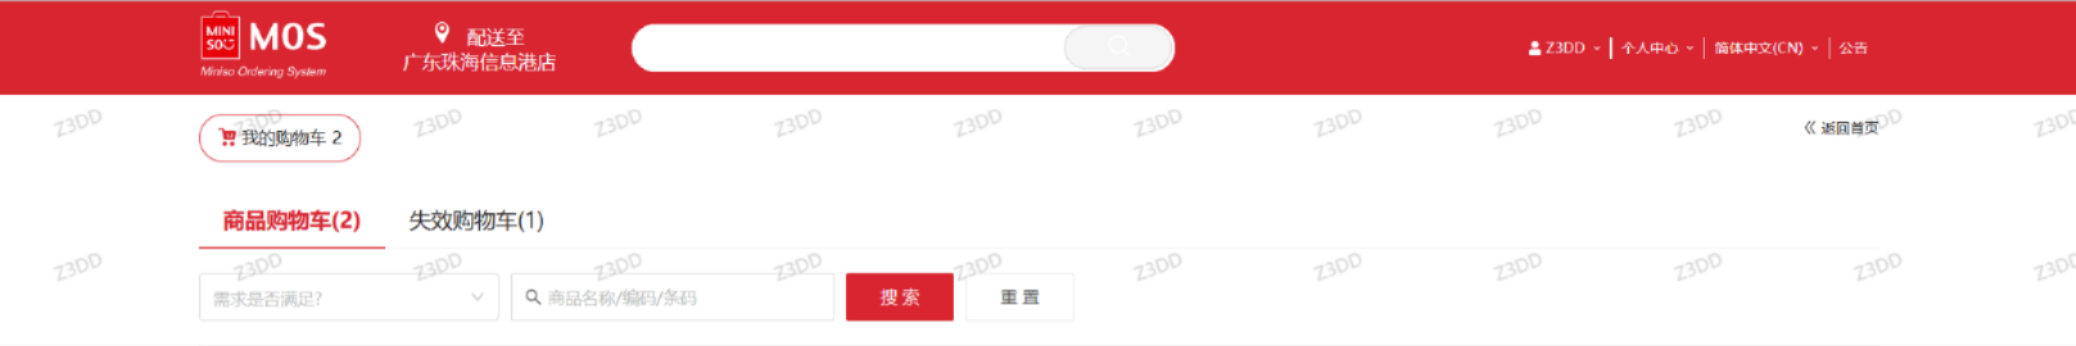 MINI SO MOS
Miniso Ordering System
配送至
广东珠海信息港店
Z3DD
个人中心
简体中文(CN)
公告
我的购物车 2
《 返回首页
商品购物车(2)
失效购物车(1)
需求是否满足?
商品名称/编码/条码
搜 索
重 置
Z3DD Z3DD Z3DD Z3DD Z3DD Z3DD Z3DD Z3DD Z3DD Z3DD Z3DD Z3DD
Z3DD Z3DD Z3DD Z3DD Z3DD Z3DD Z3DD Z3DD Z3DD Z3DD Z3DD Z3DD